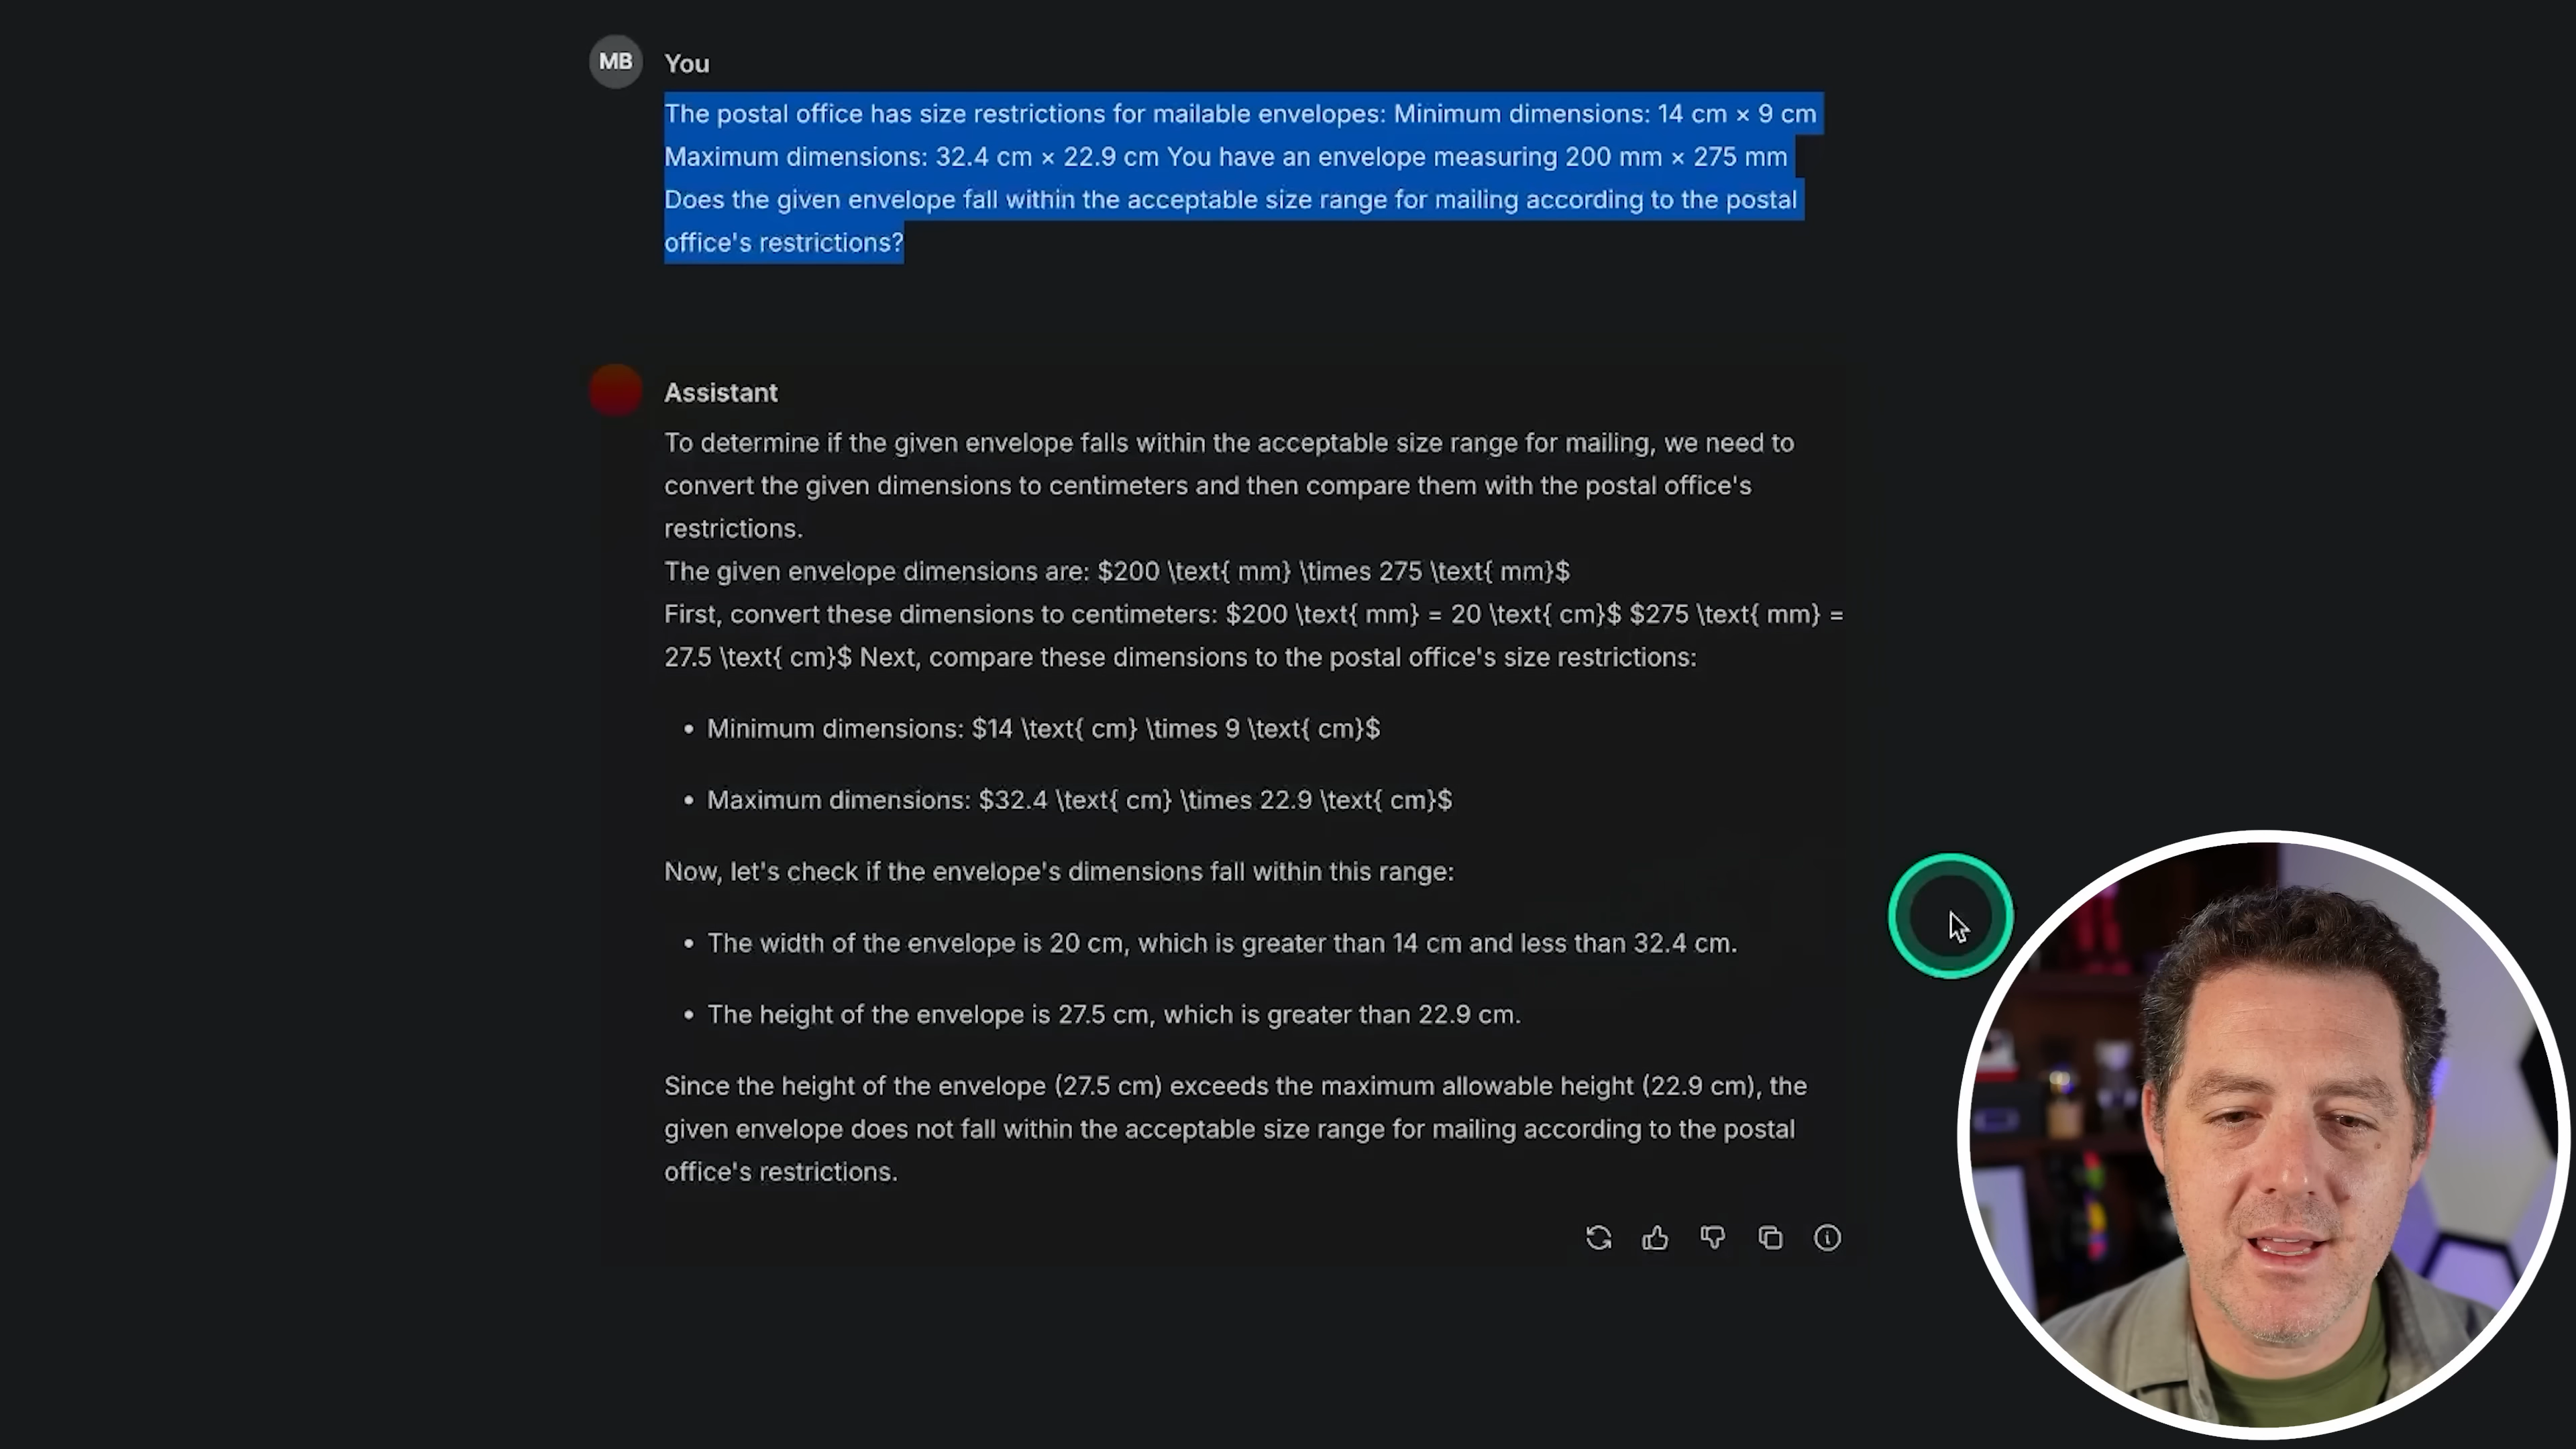 MB
You
The postal office has size restrictions for mailable envelopes: Minimum dimensions: 14 cm × 9 cm
Maximum dimensions: 32.4 cm × 22.9 cm You have an envelope measuring 200 mm × 275 mm
Does the given envelope fall within the acceptable size range for mailing according to the postal
office's restrictions?
Assistant
To determine if the given envelope falls within the acceptable size range for mailing, we need to
convert the given dimensions to centimeters and then compare them with the postal office's
restrictions.
The given envelope dimensions are: $200 \text{ mm} \times 275 \text{ mm}$
First, convert these dimensions to centimeters: $200 \text{ mm} = 20 \text{ cm}$ $275 \text{ mm} =
27.5 \text{ cm}$ Next, compare these dimensions to the postal office's size restrictions:
• Minimum dimensions: $14 \text{ cm} \times 9 \text{ cm}$
• Maximum dimensions: $32.4 \text{ cm} \times 22.9 \text{ cm}$
Now, let's check if the envelope's dimensions fall within this range:
• The width of the envelope is 20 cm, which is greater than 14 cm and less than 32.4 cm.
• The height of the envelope is 27.5 cm, which is greater than 22.9 cm.
Since the height of the envelope (27.5 cm) exceeds the maximum allowable height (22.9 cm), the
given envelope does not fall within the acceptable size range for mailing according to the postal
office's restrictions.